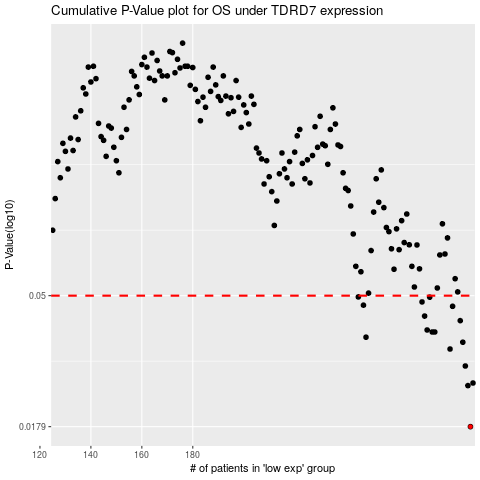 Cumulative P-Value plot for OS under TDRD7 expression
P-Value(log10)
0.05
0.0179
120 140 160 180
# of patients in 'low exp' group